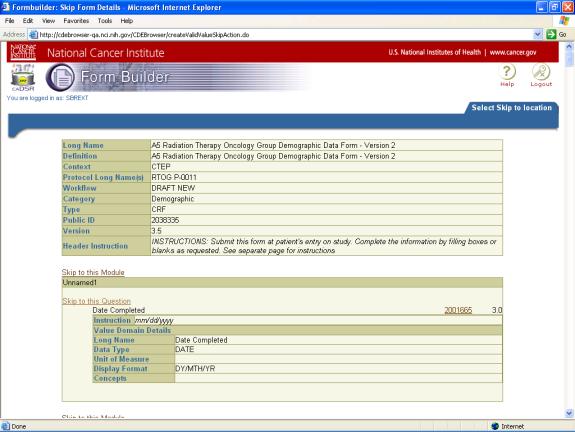 Formbuilder: Skip Form Details - Microsoft Internet Explorer
File Edit View Favorites Tools Help
Address http://cdebrowser-qa.nci.nih.gov/CDEBrowser/createValidValueSkipAction.do Go
NATIONAL CANCER INSTITUTE National Cancer Institute U.S. National Institutes of Health | www.cancer.gov
caDSR Form Builder Help Logout
You are logged in as: SBREXT
Select Skip to location
Long Name A5 Radiation Therapy Oncology Group Demographic Data Form - Version 2
Definition A5 Radiation Therapy Oncology Group Demographic Data Form - Version 2
Context CTEP
Protocol Long Name(s) RTOG P-0011
Workflow DRAFT NEW
Category Demographic
Type CRF
Public ID 2038335
Version 3.5
Header Instruction INSTRUCTIONS: Submit this form at patient's entry on study. Complete the information by filling boxes or
blanks as requested. See separate page for instructions
Skip to this Module
Unnamed1
Skip to this Question
Date Completed 2001665 3.0
Instruction mm/dd/yyyy
Value Domain Details
Long Name Date Completed
Data Type DATE
Unit of Measure
Display Format DY/MTH/YR
Concepts
Skip to this Module
Done Internet